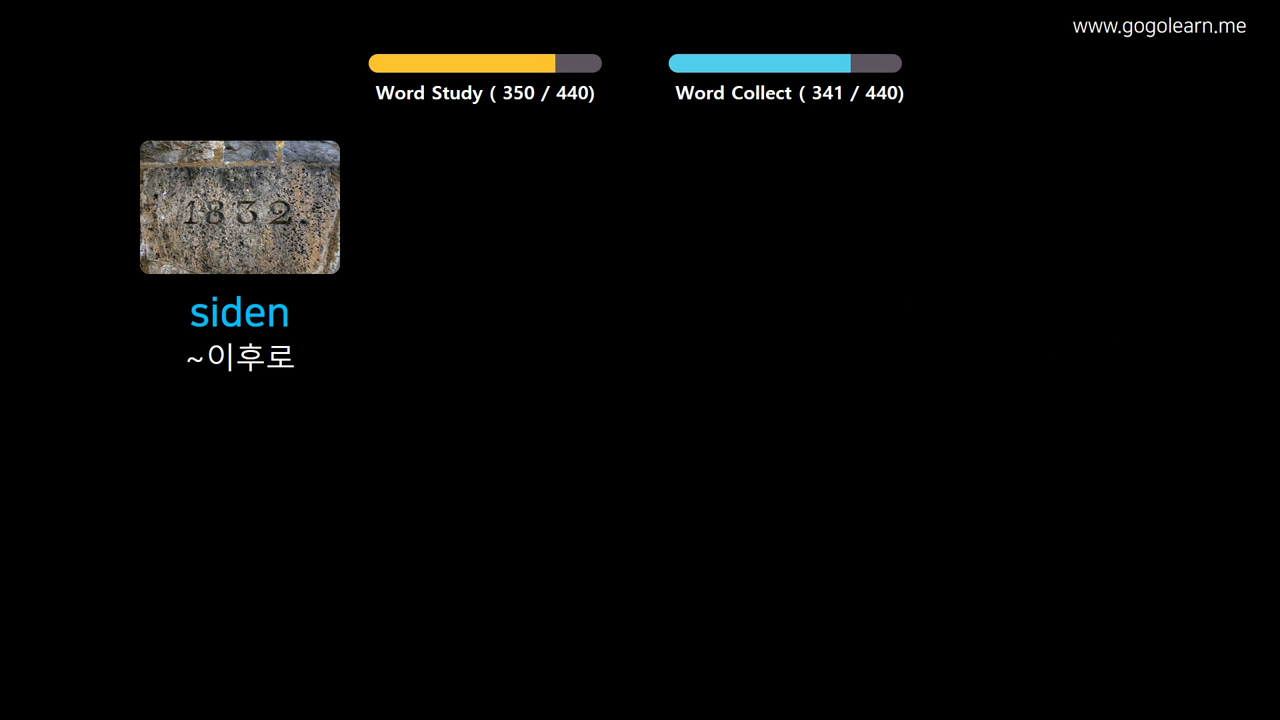 www.gogolearn.me
Word Study ( 350 / 440)
Word Collect ( 341 / 440)
1832.
siden
~이후로